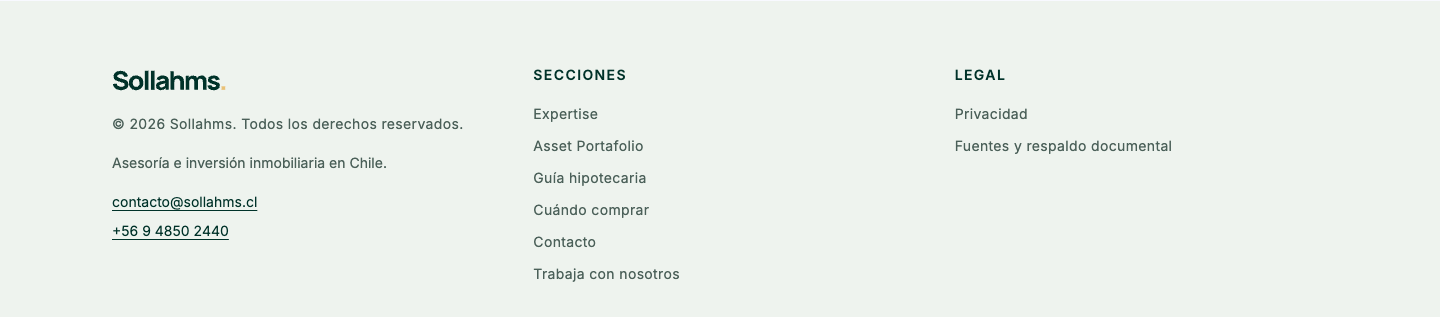 Sollahms.
© 2026 Sollahms. Todos los derechos reservados.
Asesoría e inversión inmobiliaria en Chile.
contacto@sollahms.cl
+56 9 4850 2440
SECCIONES
Expertise
Asset Portafolio
Guía hipotecaria
Cuándo comprar
Contacto
Trabaja con nosotros
LEGAL
Privacidad
Fuentes y respaldo documental